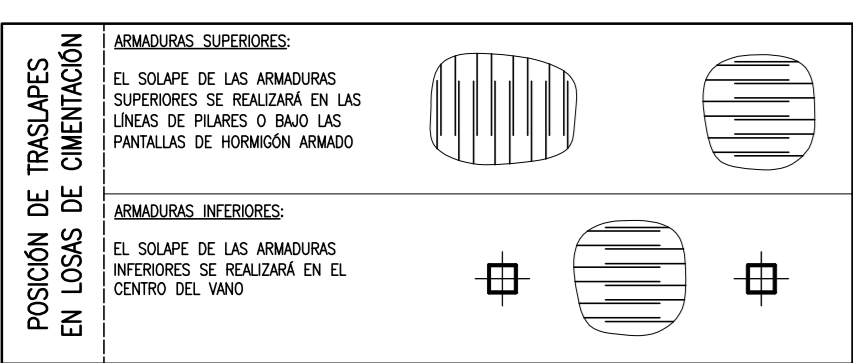 POSICIÓN DE TRASLAPES
EN LOSAS DE CIMENTACIÓN
ARMADURAS SUPERIORES:
EL SOLAPE DE LAS ARMADURAS
SUPERIORES SE REALIZARÁ EN LAS
LÍNEAS DE PILARES O BAJO LAS
PANTALLAS DE HORMIGÓN ARMADO
ARMADURAS INFERIORES:
EL SOLAPE DE LAS ARMADURAS
INFERIORES SE REALIZARÁ EN EL
CENTRO DEL VANO